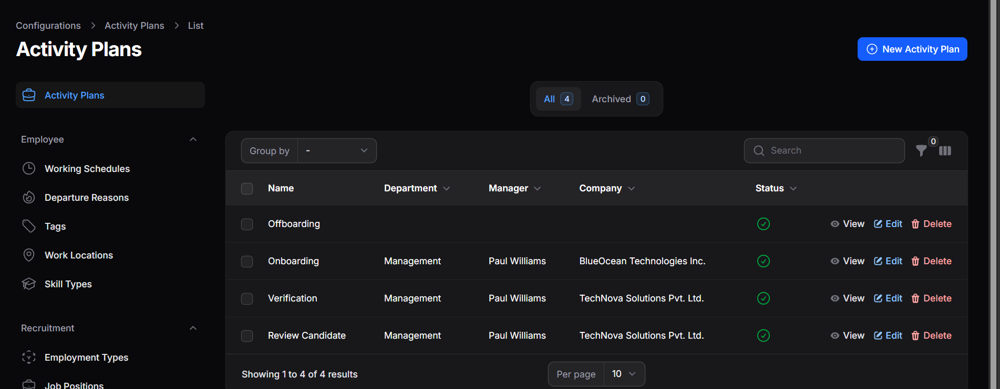 Configurations > Activity Plans > List
Activity Plans
New Activity Plan
Activity Plans
Employee
Working Schedules
Departure Reasons
Tags
Work Locations
Skill Types
Recruitment
Employment Types
Job Positions
All 4 Archived 0
Group by -
Search
0
Name Department Manager Company Status
Offboarding View Edit Delete
Onboarding Management Paul Williams BlueOcean Technologies Inc. View Edit Delete
Verification Management Paul Williams TechNova Solutions Pvt. Ltd. View Edit Delete
Review Candidate Management Paul Williams TechNova Solutions Pvt. Ltd. View Edit Delete
Showing 1 to 4 of 4 results
Per page 10